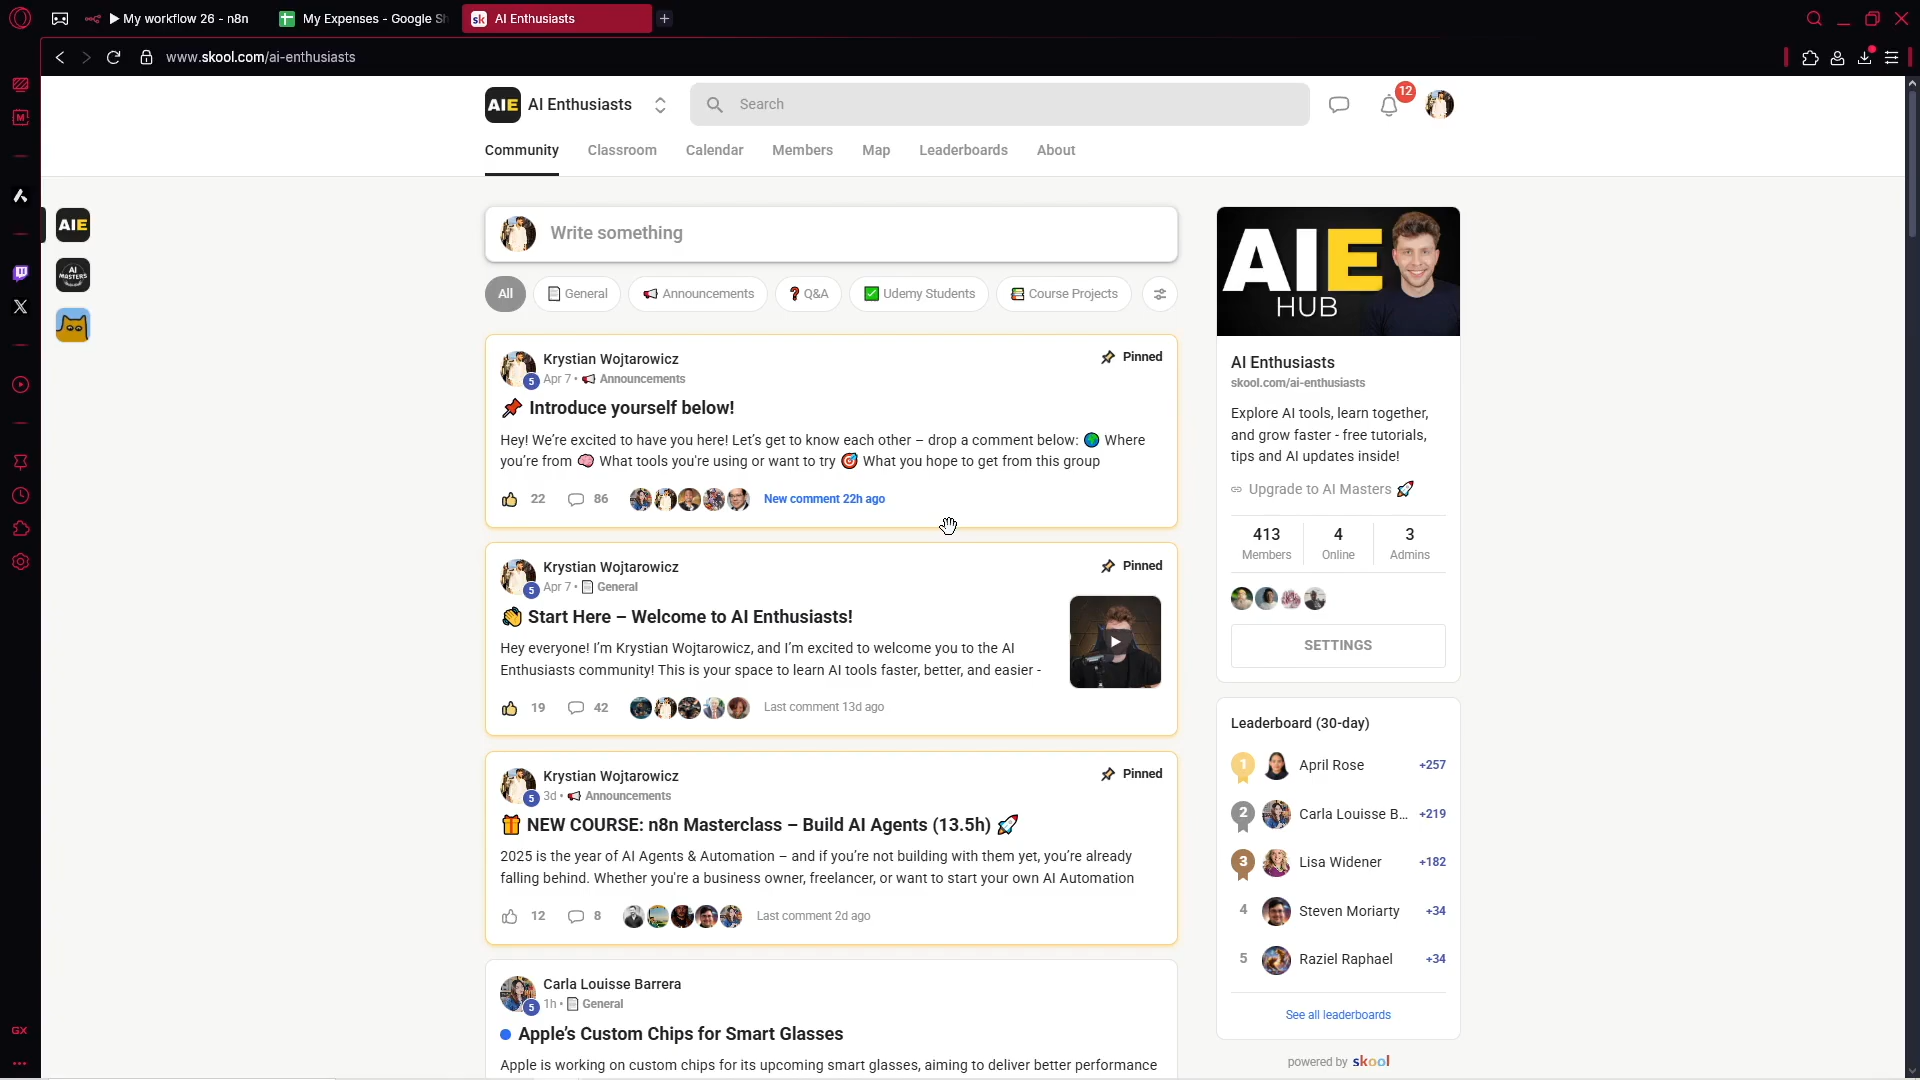 My workflow 26 - n8n
My Expenses - Google Sh
sk AI Enthusiasts
www.skool.com/ai-enthusiasts
AIE AI Enthusiasts
Search
12
Community Classroom Calendar Members Map Leaderboards About
AIE
AI
MASTERS
Write something
All General Announcements Q&A Udemy Students Course Projects
Krystian Wojtarowicz
Pinned
5 Apr 7 • Announcements
Introduce yourself below!
Hey! We're excited to have you here! Let's get to know each other – drop a comment below: Where
you're from What tools you're using or want to try What you hope to get from this group
22 86 New comment 22h ago
Krystian Wojtarowicz
Pinned
5 Apr 7 • General
Start Here – Welcome to AI Enthusiasts!
Hey everyone! I'm Krystian Wojtarowicz, and I'm excited to welcome you to the AI
Enthusiasts community! This is your space to learn AI tools faster, better, and easier -
19 42 Last comment 13d ago
Krystian Wojtarowicz
Pinned
5 3d • Announcements
NEW COURSE: n8n Masterclass – Build AI Agents (13.5h)
2025 is the year of AI Agents & Automation – and if you're not building with them yet, you're already
falling behind. Whether you're a business owner, freelancer, or want to start your own AI Automation
12 8 Last comment 2d ago
Carla Louisse Barrera
5 1h • General
Apple's Custom Chips for Smart Glasses
Apple is working on custom chips for its upcoming smart glasses, aiming to deliver better performance
AIE
HUB
AI Enthusiasts
skool.com/ai-enthusiasts
Explore AI tools, learn together,
and grow faster - free tutorials,
tips and AI updates inside!
Upgrade to AI Masters
413 4 3
Members Online Admins
SETTINGS
Leaderboard (30-day)
1 April Rose +257
2 Carla Louisse B... +219
3 Lisa Widener +182
4 Steven Moriarty +34
5 Raziel Raphael +34
See all leaderboards
powered by skool
GX